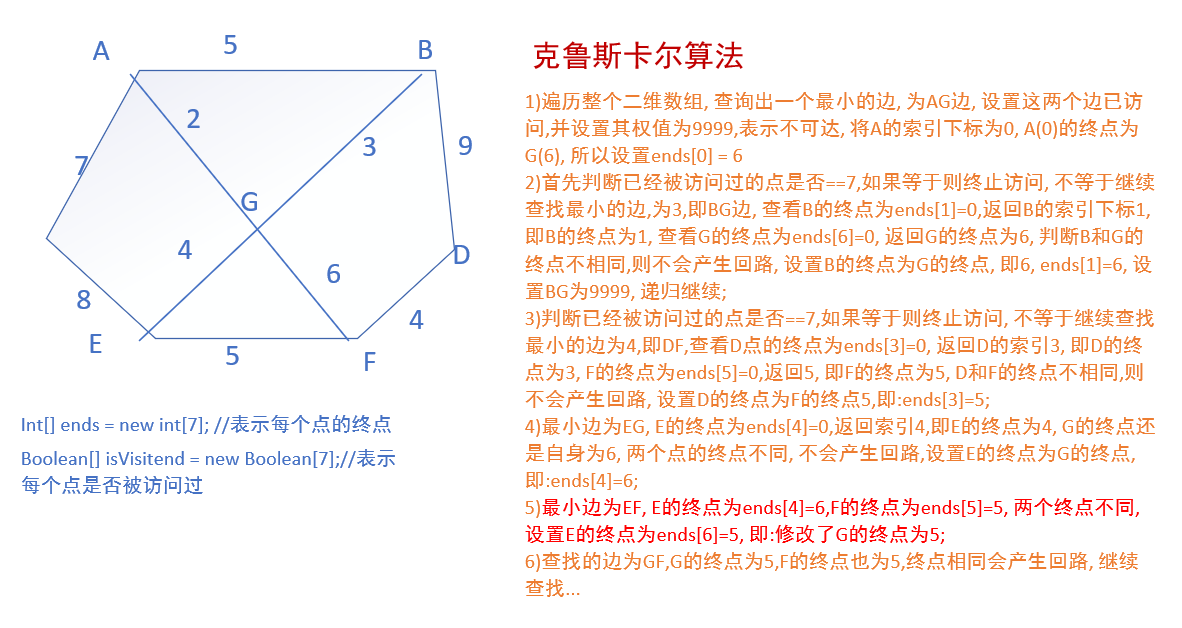 A
5
B
2
3
9
7
G
4
6
D
8
4
E
5
F
Int[] ends = new int[7]; //表示每个点的终点
Boolean[] isVisitend = new Boolean[7];//表示
每个点是否被访问过
克鲁斯卡尔算法
1)遍历整个二维数组, 查询出一个最小的边, 为AG边, 设置这两个边已访
问,并设置其权值为9999,表示不可达, 将A的索引下标为0, A(0)的终点为
G(6), 所以设置ends[0] = 6
2)首先判断已经被访问过的点是否==7,如果等于则终止访问, 不等于继续
查找最小的边,为3,即BG边, 查看B的终点为ends[1]=0,返回B的索引下标1,
即B的终点为1, 查看G的终点为ends[6]=0, 返回G的终点为6, 判断B和G的
终点不相同,则不会产生回路, 设置B的终点为G的终点, 即6, ends[1]=6, 设
置BG为9999, 递归继续;
3)判断已经被访问过的点是否==7,如果等于则终止访问, 不等于继续查找
最小的边为4,即DF,查看D点的终点为ends[3]=0, 返回D的索引3, 即D的终
点为3, F的终点为ends[5]=0,返回5, 即F的终点为5, D和F的终点不相同,则
不会产生回路, 设置D的终点为F的终点5,即:ends[3]=5;
4)最小边为EG, E的终点为ends[4]=0,返回索引4,即E的终点为4, G的终点还
是自身为6, 两个点的终点不同, 不会产生回路,设置E的终点为G的终点,
即:ends[4]=6;
5)最小边为EF, E的终点为ends[4]=6,F的终点为ends[5]=5, 两个终点不同,
设置E的终点为ends[6]=5, 即:修改了G的终点为5;
6)查找的边为GF,G的终点为5,F的终点也为5,终点相同会产生回路, 继续
查找...